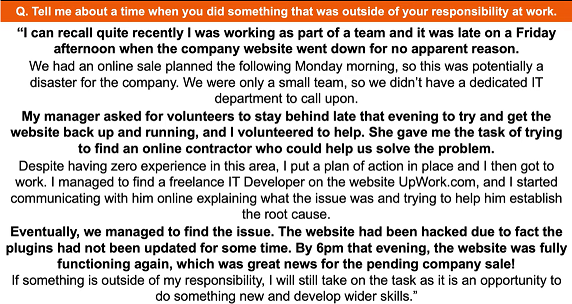 Q. Tell me about a time when you did something that was outside of your responsibility at work.
“I can recall quite recently I was working as part of a team and it was late on a Friday
afternoon when the company website went down for no apparent reason.
We had an online sale planned the following Monday morning, so this was potentially a
disaster for the company. We were only a small team, so we didn’t have a dedicated IT
department to call upon.
My manager asked for volunteers to stay behind late that evening to try and get the
website back up and running, and I volunteered to help. She gave me the task of trying
to find an online contractor who could help us solve the problem.
Despite having zero experience in this area, I put a plan of action in place and I then got to
work. I managed to find a freelance IT Developer on the website UpWork.com, and I started
communicating with him online explaining what the issue was and trying to help him establish
the root cause.
Eventually, we managed to find the issue. The website had been hacked due to fact the
plugins had not been updated for some time. By 6pm that evening, the website was fully
functioning again, which was great news for the pending company sale!
If something is outside of my responsibility, I will still take on the task as it is an opportunity to
do something new and develop wider skills.”